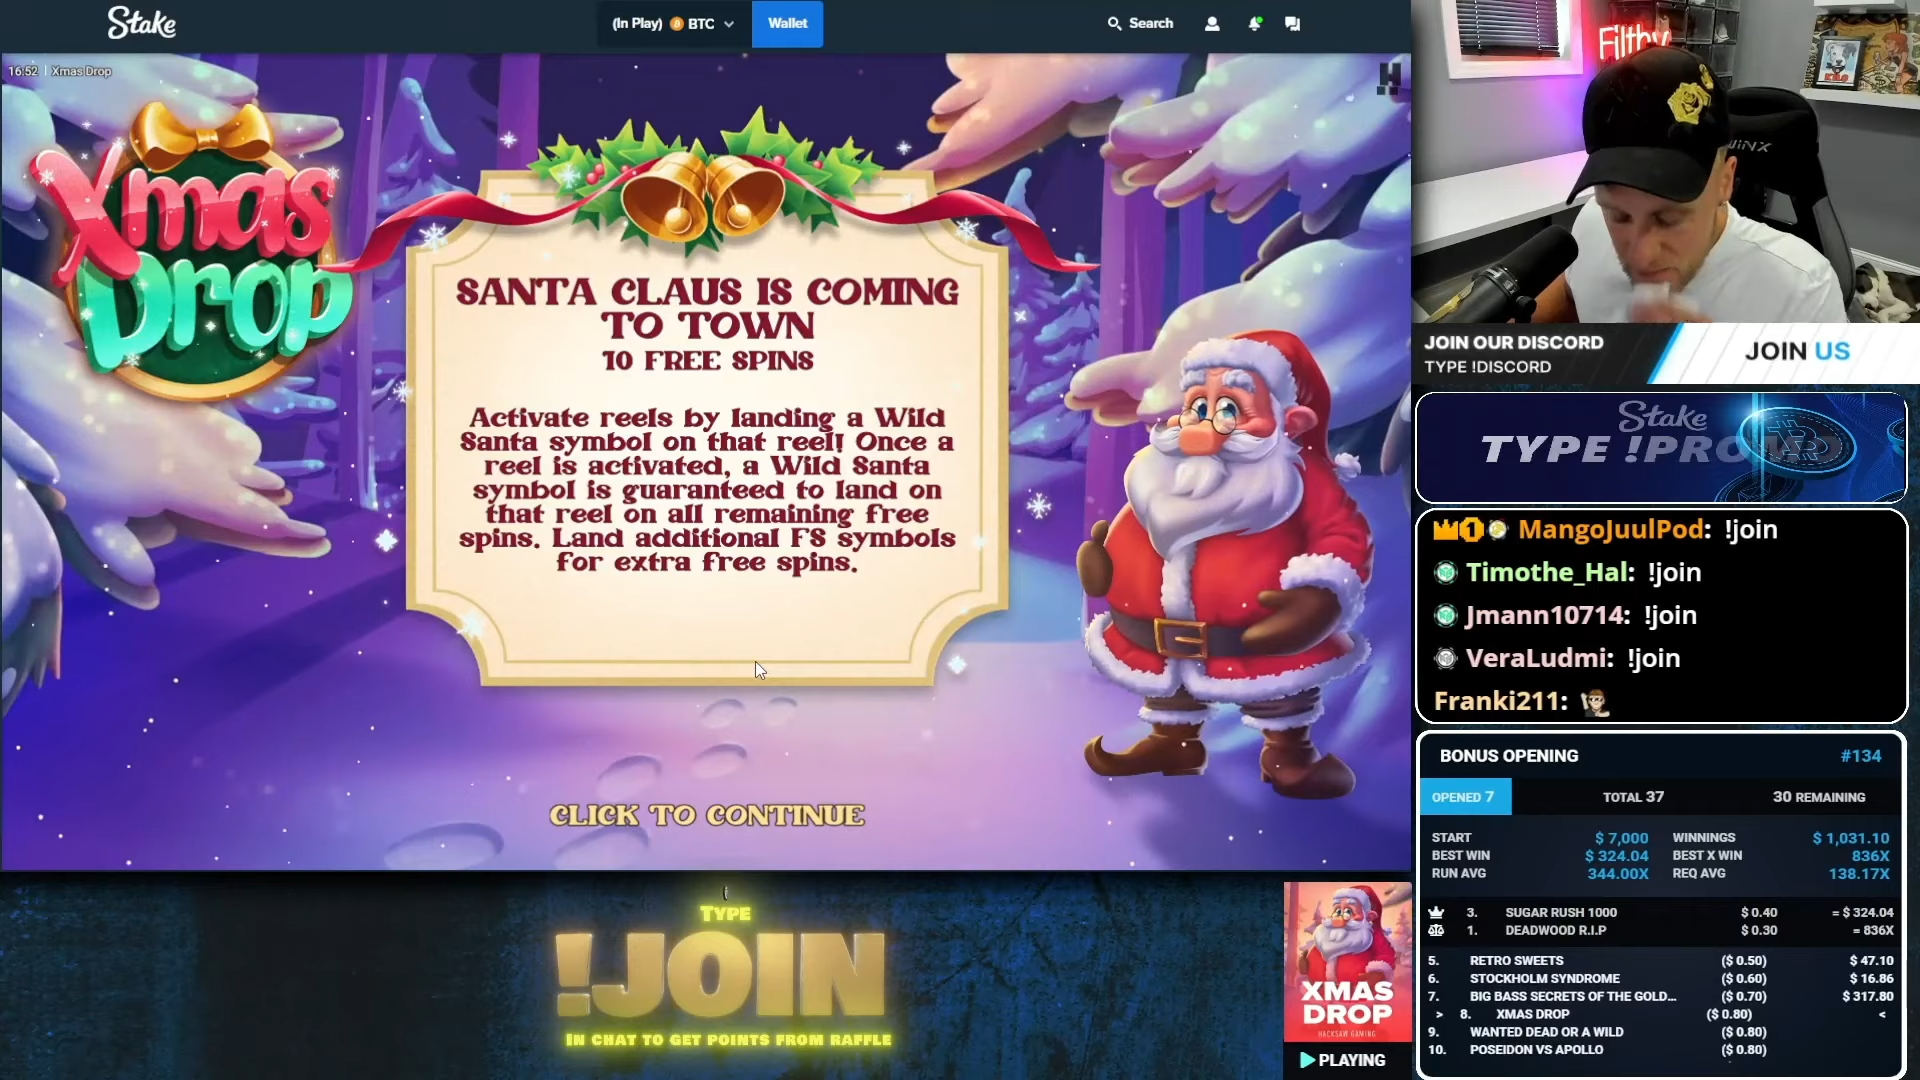 Stake
(In Play) BTC
Wallet
Search
16:52 | Xmas Drop
Xmas
Drop
SANTA CLAUS IS COMING
TO TOWN
10 FREE SPINS
Activate reels by landing a Wild
Santa symbol on that reel! Once a
reel is activated, a Wild Santa
symbol is guaranteed to land on
that reel on all remaining free
spins. Land additional FS symbols
for extra free spins.
CLICK TO CONTINUE
Filthy
JOIN OUR DISCORD
TYPE !DISCORD
JOIN US
Stake
TYPE !PROMO
MangoJuulPod: !join
Timothe_Hal: !join
Jmann10714: !join
VeraLudmi: !join
Franki211:
BONUS OPENING #134
OPENED 7 TOTAL 37 30 REMAINING
START $ 7,000 WINNINGS $ 1,031.10
BEST WIN $ 324.04 BEST X WIN 836X
RUN AVG 344.00X REQ AVG 138.17X
3. SUGAR RUSH 1000 $ 0.40 = $ 324.04
1. DEADWOOD R.I.P $ 0.30 = 836X
5. RETRO SWEETS ($ 0.50) $ 47.10
6. STOCKHOLM SYNDROME ($ 0.60) $ 16.86
7. BIG BASS SECRETS OF THE GOLD... ($ 0.70) $ 317.80
> 8. XMAS DROP ($ 0.80) <
9. WANTED DEAD OR A WILD ($ 0.80)
10. POSEIDON VS APOLLO ($ 0.80)
TYPE
!JOIN
IN CHAT TO GET POINTS FROM RAFFLE
XMAS
DROP
HACKSAW GAMING
PLAYING